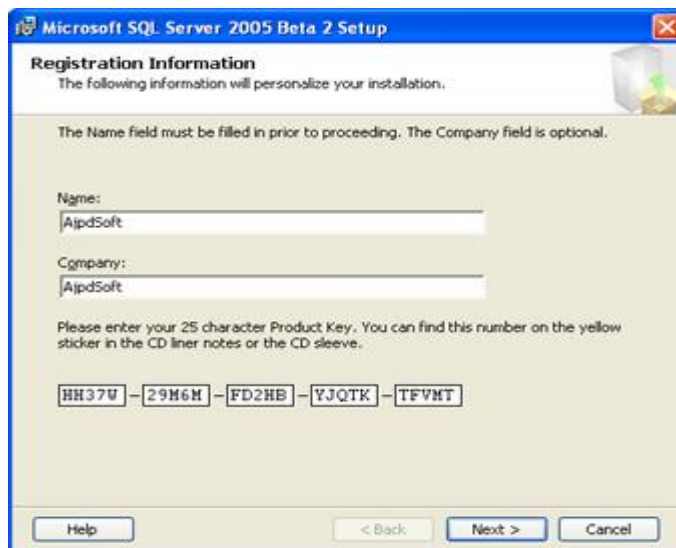 Microsoft SQL Server 2005 Beta 2 Setup
Registration Information
The following information will personalize your installation.
The Name field must be filled in prior to proceeding. The Company field is optional.
Name:
AjpdSoft
Company:
AjpdSoft
Please enter your 25 character Product Key. You can find this number on the yellow
sticker in the CD liner notes or the CD sleeve.
HH37W-29M6M-FD2HB-YJQTK-TFVMT
Help
< Back
Next >
Cancel